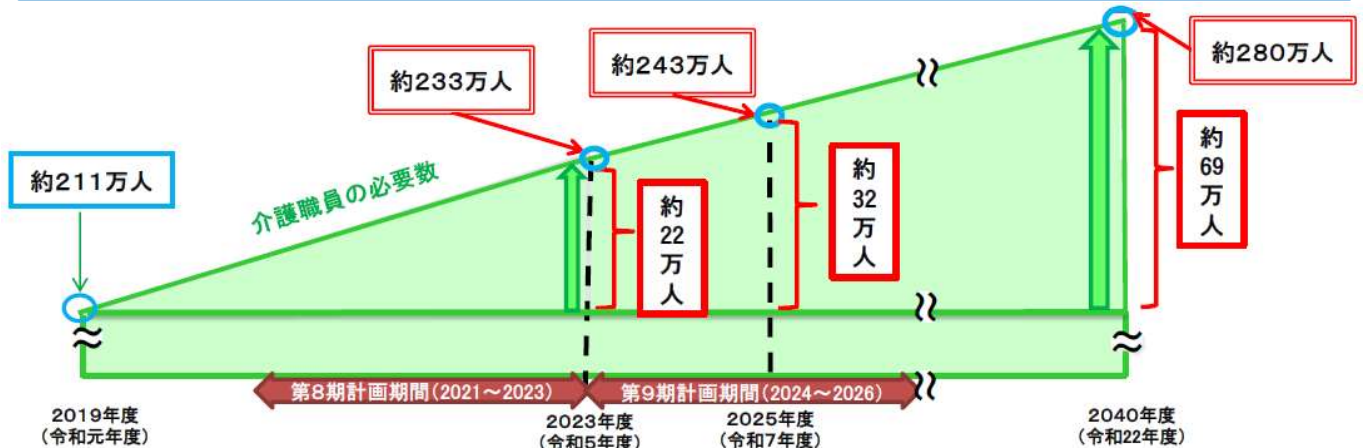 約280万人
約243万人
約233万人
約211万人
介護職員の必要数
約
22
万
人
約
32
万
人
約
69
万
人
第8期計画期間(2021～2023)
第9期計画期間(2024～2026)
2019年度
(令和元年度)
2023年度
(令和5年度)
2025年度
(令和7年度)
2040年度
(令和22年度)